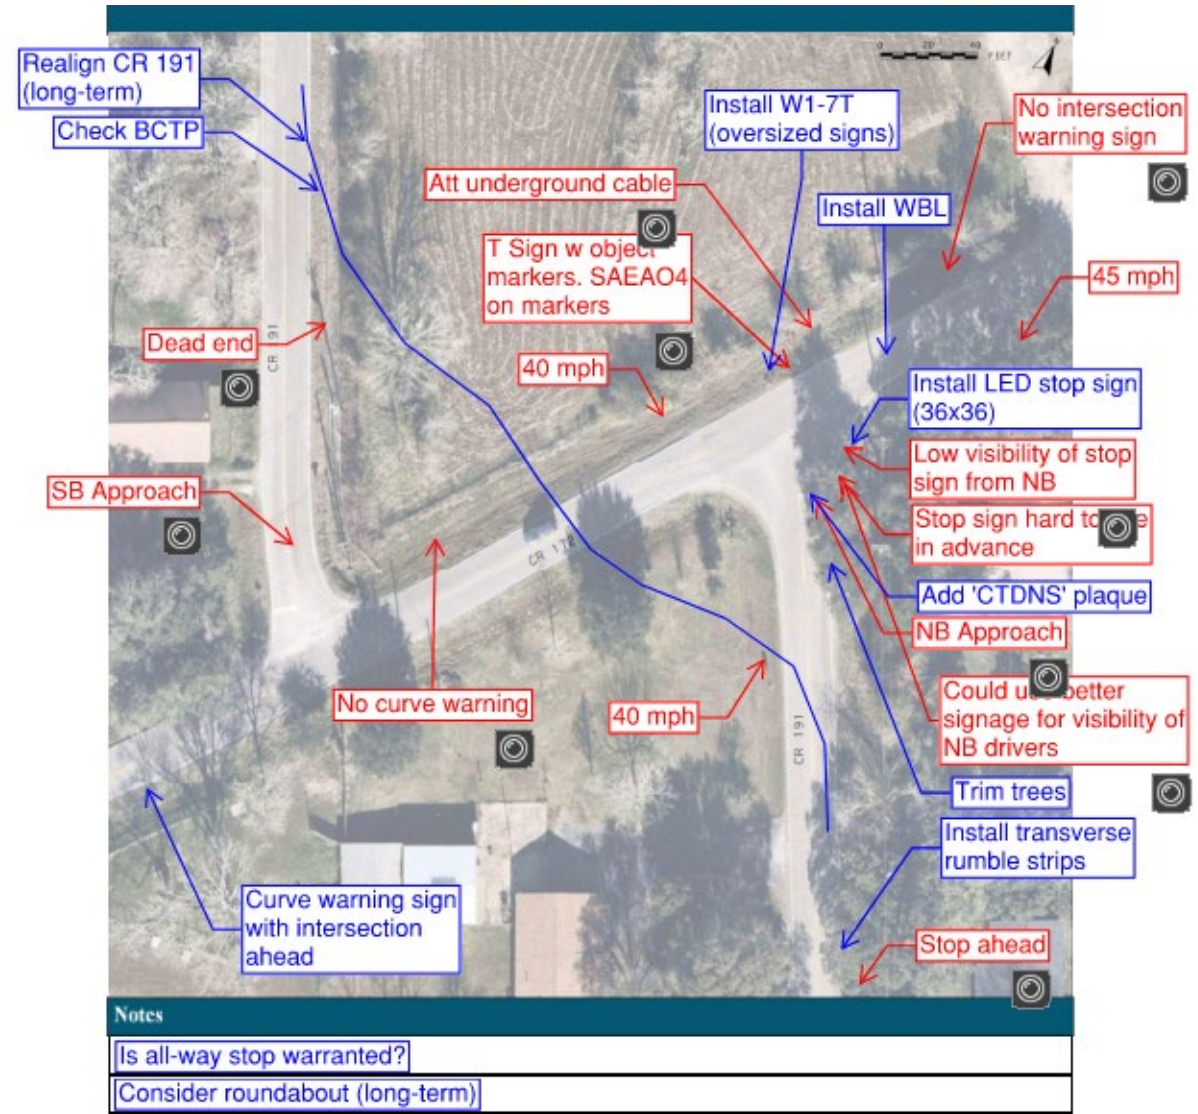 0 20 40
FEET
Realign CR 191
(long-term)
Check BCTP
Install W1-7T
(oversized signs)
No intersection
warning sign
Att underground cable
Install WBL
T Sign w object
markers. SAEAO4
on markers
45 mph
CR 191
Dead end
40 mph
Install LED stop sign
(36x36)
Low visibility of stop
sign from NB
SB Approach
Stop sign hard to
in advance
CR 172
Add 'CTDNS' plaque
NB Approach
No curve warning
40 mph
Could better
signage for visibility of
NB drivers
CR 191
Trim trees
Install transverse
rumble strips
Curve warning sign
with intersection
ahead
Stop ahead
Notes
Is all-way stop warranted?
Consider roundabout (long-term)